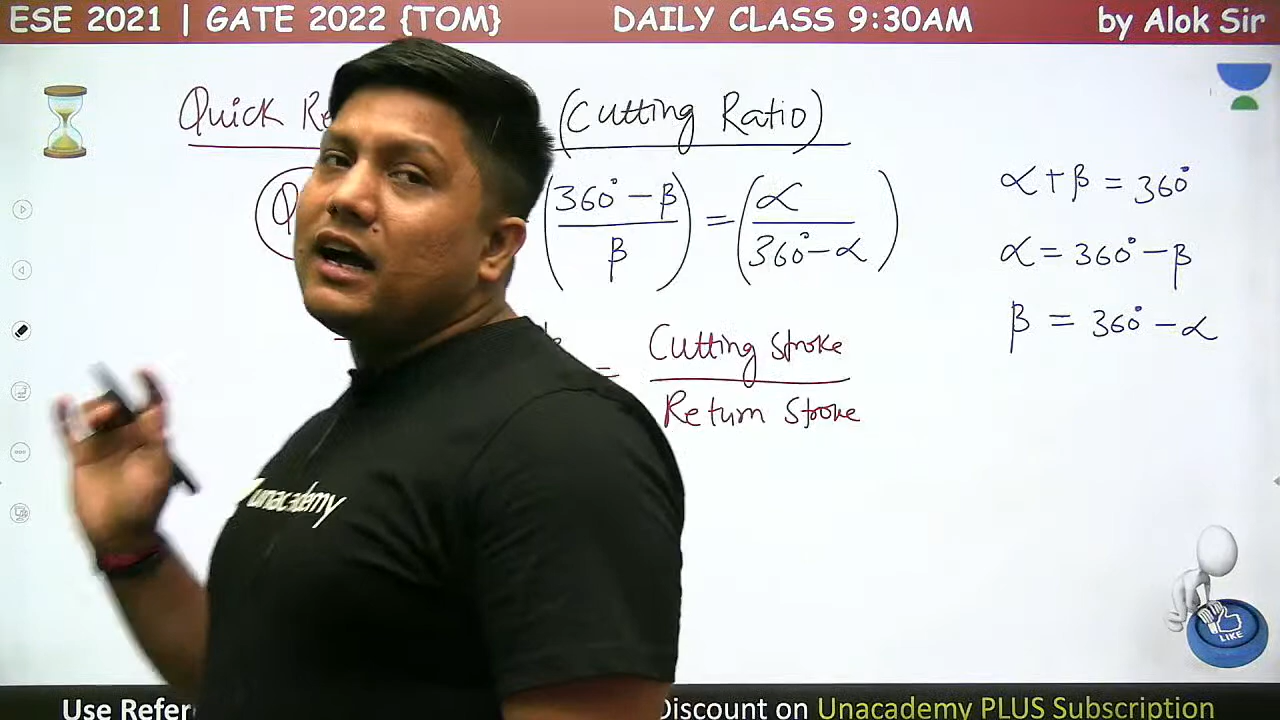 ESE 2021 | GATE 2022 {TOM} DAILY CLASS 9:30AM by Alok Sir
Quick Re (Cutting Ratio)
(360° - β / β) = (α / 360° - α)
α + β = 360°
α = 360° - β
β = 360° - α
= Cutting Stroke / Return Stroke
unacademy
LIKE
Use Refer Discount on Unacademy PLUS Subscription